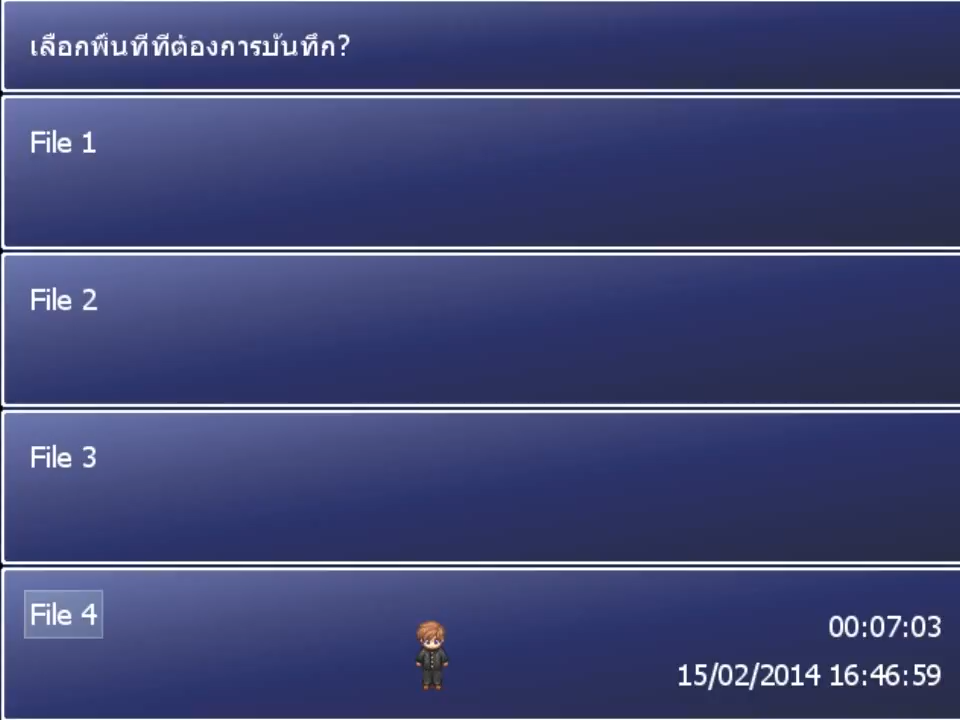 เลือกพื้นที่ที่ต้องการบันทึก?
File 1
File 2
File 3
File 4
00:07:03
15/02/2014 16:46:59